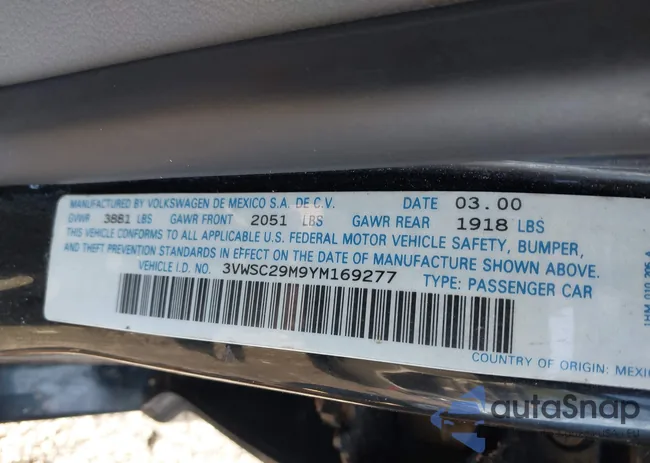 MANUFACTURED BY VOLKSWAGEN DE MEXICO S.A. DE C.V. DATE 03.00
GVWR 3881 LBS GAWR FRONT 2051 LBS GAWR REAR 1918 LBS
THIS VEHICLE CONFORMS TO ALL APPLICABLE U.S. FEDERAL MOTOR VEHICLE SAFETY, BUMPER,
AND THEFT PREVENTION STANDARDS IN EFFECT ON THE DATE OF MANUFACTURE SHOWN ABOVE.
VEHICLE I.D. NO. 3VWSC29M9YM169277
TYPE: PASSENGER CAR
COUNTRY OF ORIGIN: MEXIC
autoSnap